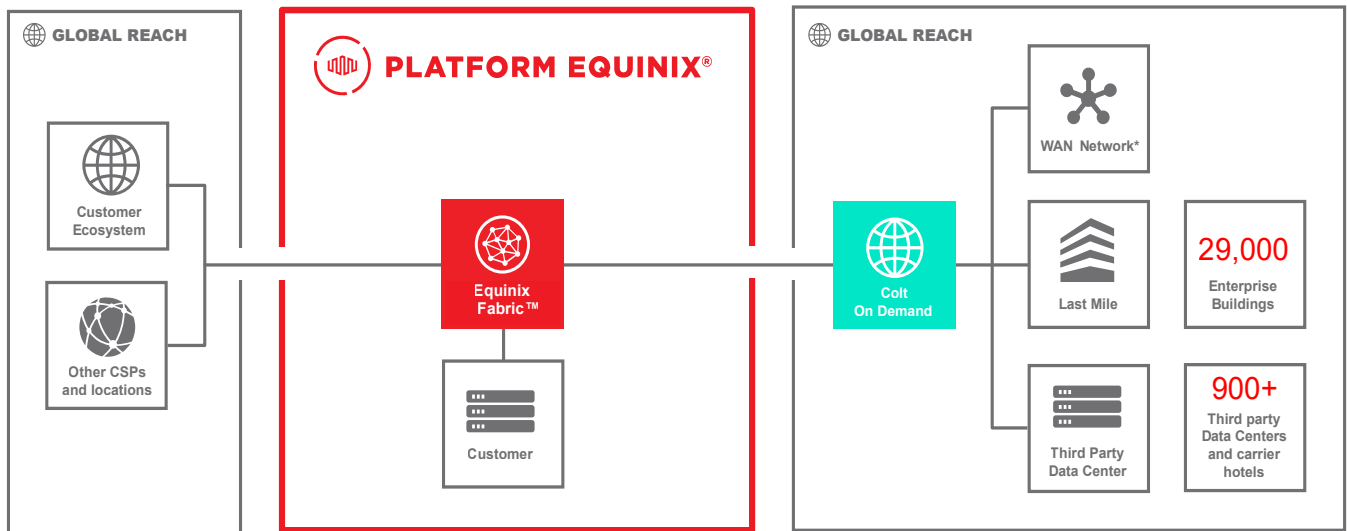 GLOBAL REACH
Customer
Ecosystem
Other CSPs
and locations
PLATFORM EQUINIX®
Equinix
Fabric™
Customer
GLOBAL REACH
Colt
On Demand
WAN Network*
Last Mile
29,000
Enterprise
Buildings
Third Party
Data Center
900+
Third party
Data Centers
and carrier
hotels